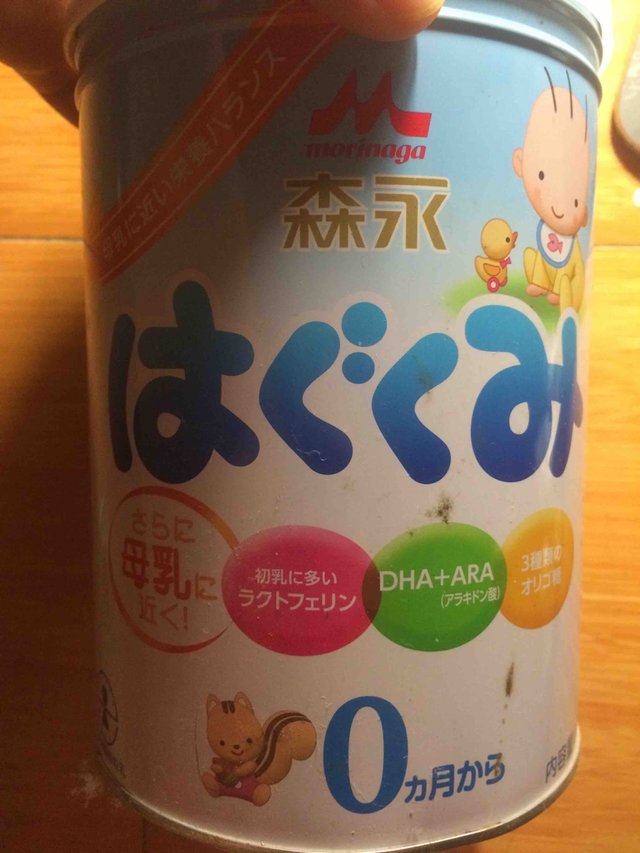 母乳に近い栄養バランス
morinaga
森永
はぐくみ
さらに
母乳に
近く!
初乳に多い
ラクトフェリン
DHA+ARA
(アラキドン酸)
3種類の
オリゴ糖
0ヵ月から
内容